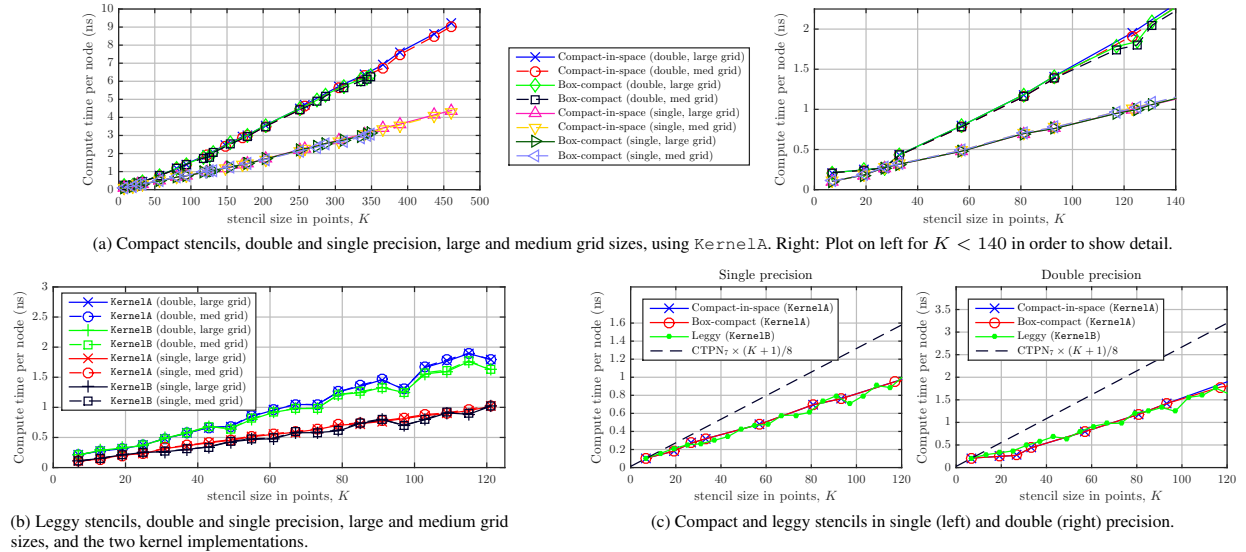 Compute time per node (ns)
10
9
8
7
6
5
4
3
2
1
0
0 50 100 150 200 250 300 350 400 450 500
stencil size in points, K
Compact-in-space (double, large grid)
Compact-in-space (double, med grid)
Box-compact (double, large grid)
Box-compact (double, med grid)
Compact-in-space (single, large grid)
Compact-in-space (single, med grid)
Box-compact (single, large grid)
Box-compact (single, med grid)
Compute time per node (ns)
2
1.5
1
0.5
0
0 20 40 60 80 100 120 140
stencil size in points, K
(a) Compact stencils, double and single precision, large and medium grid sizes, using KernelA. Right: Plot on left for K < 140 in order to show detail.
Compute time per node (ns)
3
2.5
2
1.5
1
0.5
0
0 20 40 60 80 100 120
stencil size in points, K
KernelA (double, large grid)
KernelA (double, med grid)
KernelB (double, large grid)
KernelB (double, med grid)
KernelA (single, large grid)
KernelA (single, med grid)
KernelB (single, large grid)
KernelB (single, med grid)
(b) Leggy stencils, double and single precision, large and medium grid
sizes, and the two kernel implementations.
Single precision
Compute time per node (ns)
1.6
1.4
1.2
1
0.8
0.6
0.4
0.2
0
0 20 40 60 80 100 120
stencil size in points, K
Compact-in-space (KernelA)
Box-compact (KernelA)
Leggy (KernelB)
CTPN₇ × (K + 1)/8
Double precision
Compute time per node (ns)
3.5
3
2.5
2
1.5
1
0.5
0
0 20 40 60 80 100 120
stencil size in points, K
Compact-in-space (KernelA)
Box-compact (KernelA)
Leggy (KernelB)
CTPN₇ × (K + 1)/8
(c) Compact and leggy stencils in single (left) and double (right) precision.